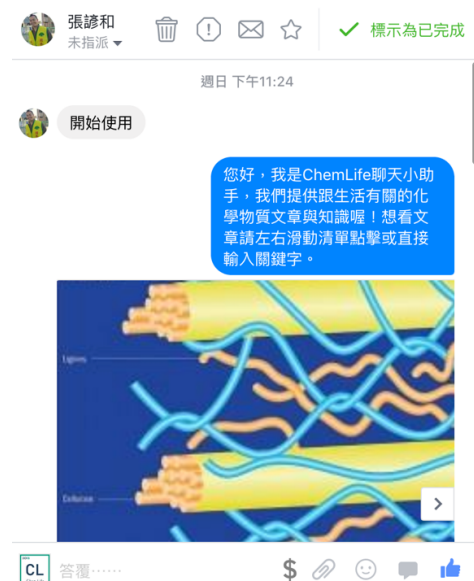 張諺和
未指派
標示為已完成
週日 下午11:24
開始使用
您好，我是ChemLife聊天小助
手，我們提供跟生活有關的化
學物質文章與知識喔！想看文
章請左右滑動清單點擊或直接
輸入關鍵字。
CL
答覆……
$